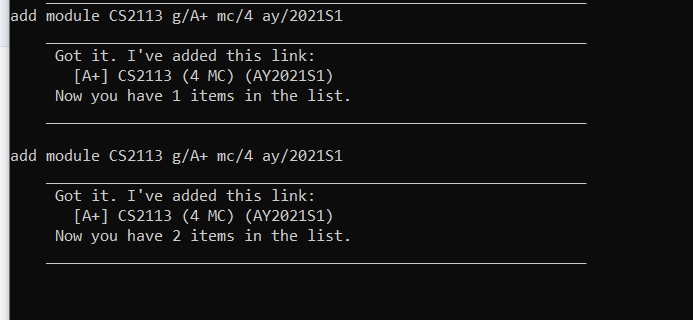 add module CS2113 g/A+ mc/4 ay/2021S1
Got it. I've added this link:
[A+] CS2113 (4 MC) (AY2021S1)
Now you have 1 items in the list.
add module CS2113 g/A+ mc/4 ay/2021S1
Got it. I've added this link:
[A+] CS2113 (4 MC) (AY2021S1)
Now you have 2 items in the list.